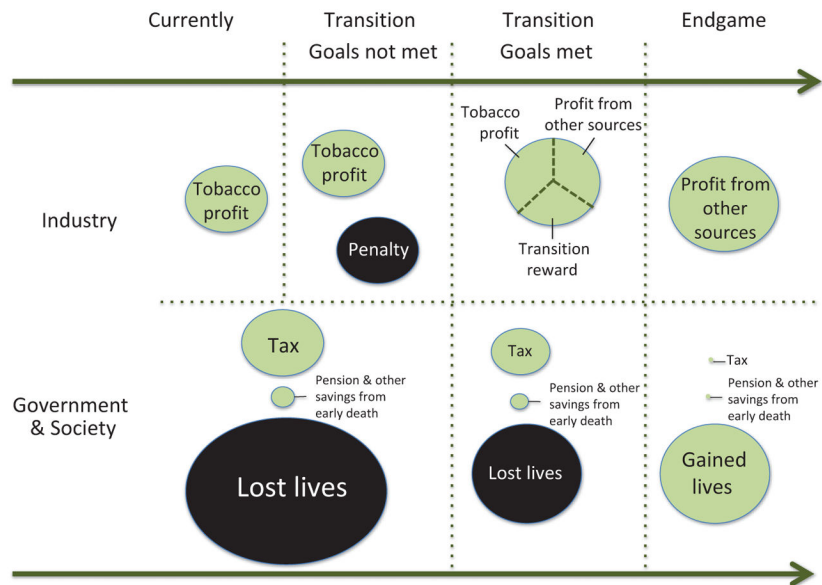 Currently
Transition
Goals not met
Transition
Goals met
Endgame
Industry
Tobacco
profit
Tobacco
profit
Penalty
Tobacco
profit
Profit from
other sources
Transition
reward
Profit from
other
sources
Government
& Society
Tax
Pension & other
savings from
early death
Lost lives
Tax
Pension & other
savings from
early death
Lost lives
Tax
Pension & other
savings from
early death
Gained
lives